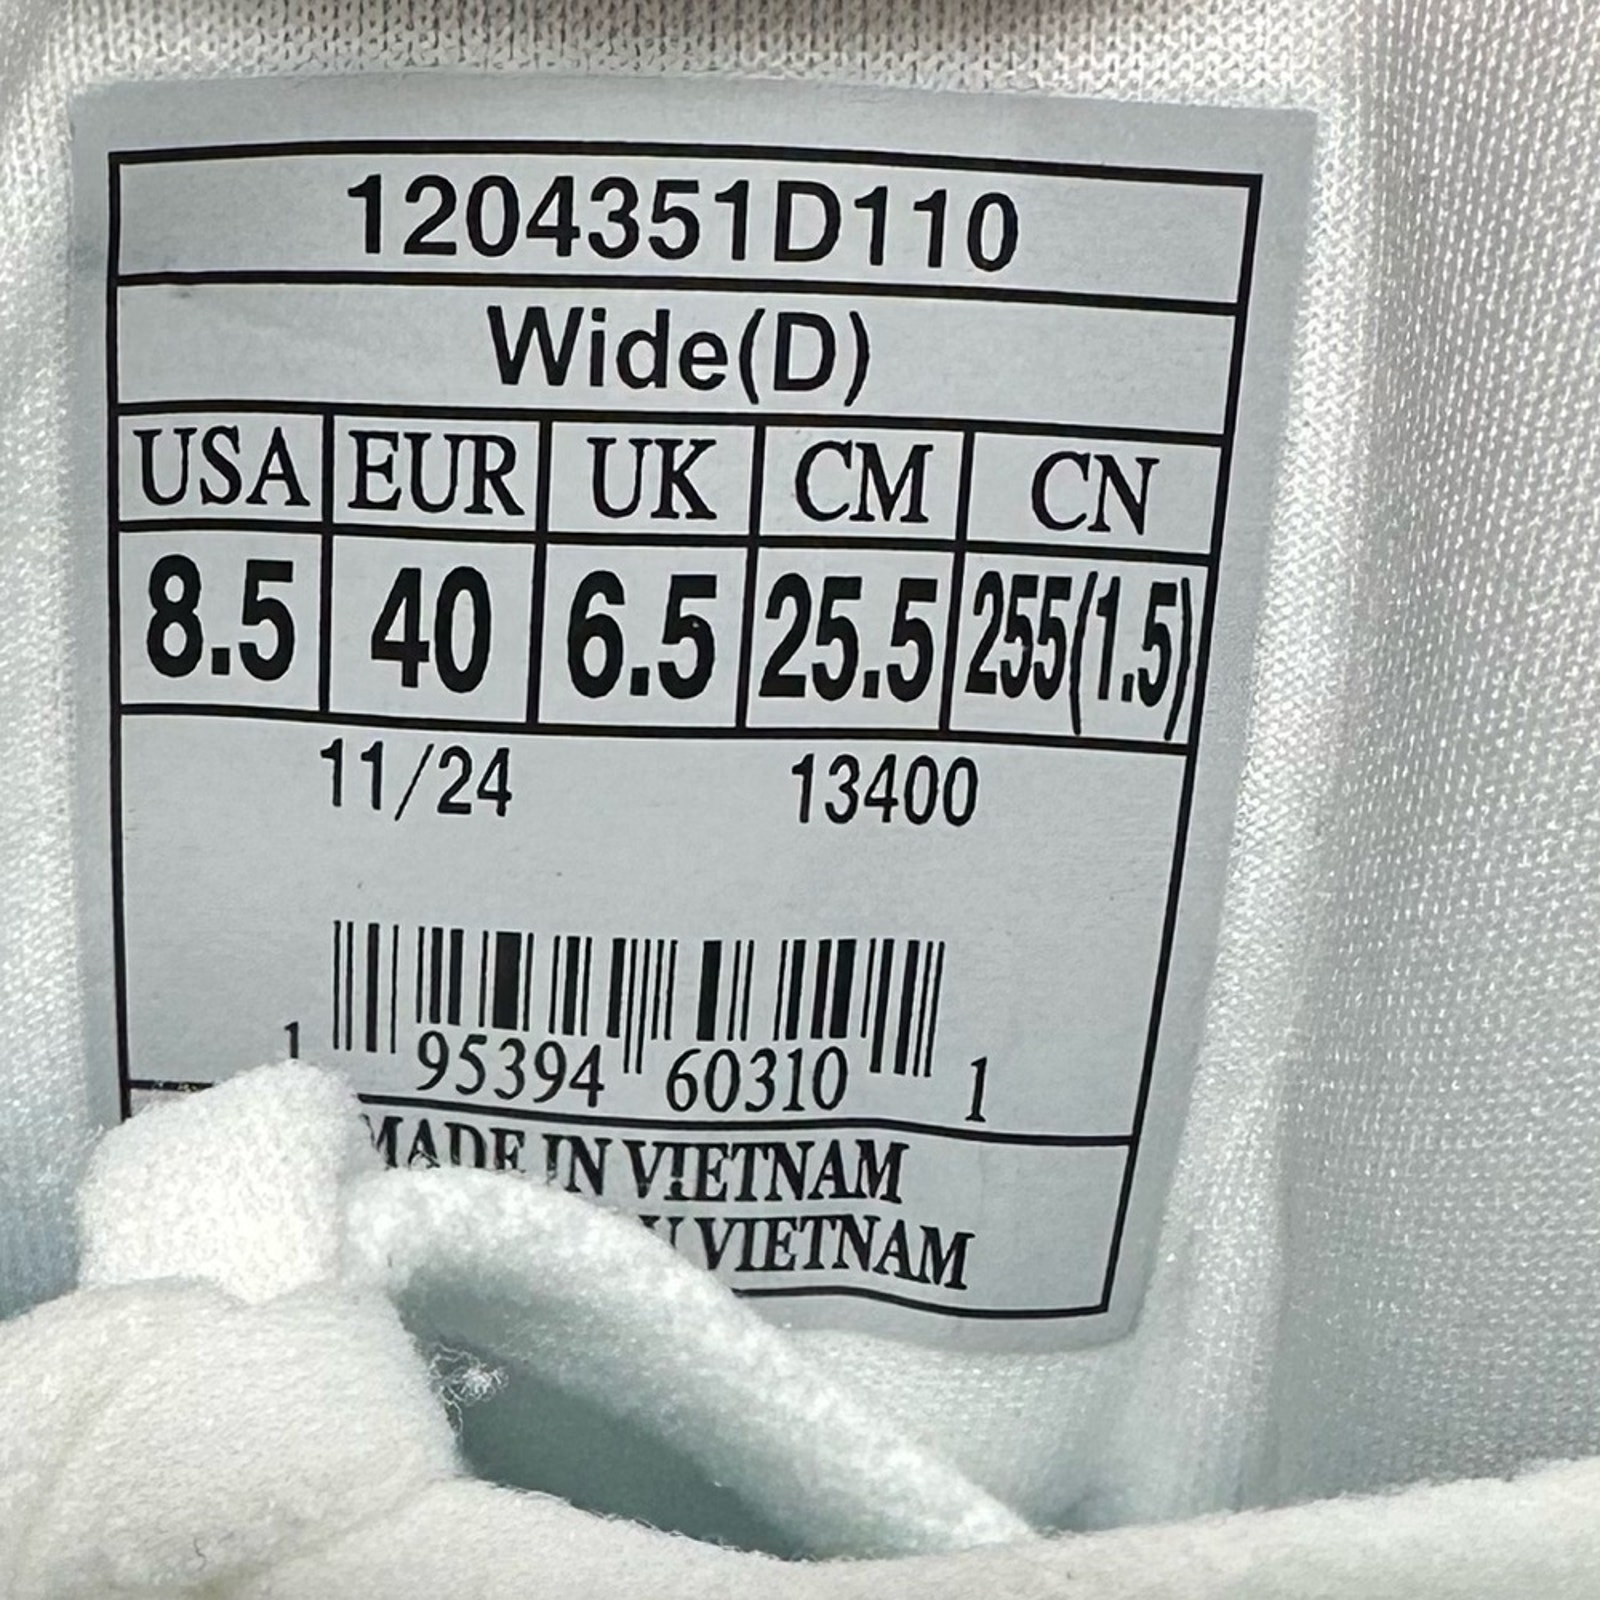 1204351D110
Wide(D)
USA EUR UK CM CN
8.5 40 6.5 25.5 255(1.5)
11/24 13400
1 95394 60310 1
MADE IN VIETNAM
VIETNAM